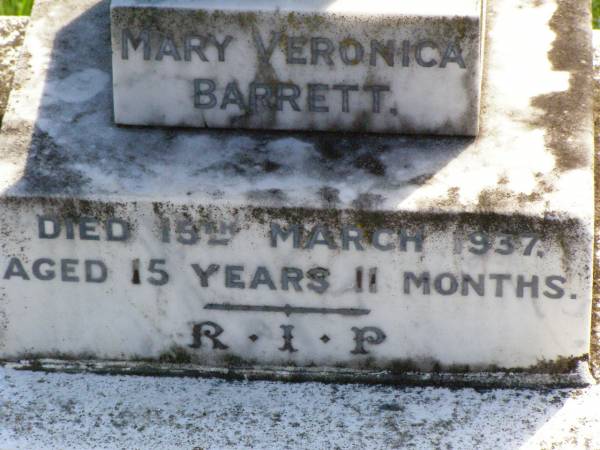 MARY VERONICA
BARRETT.
DIED 15TH MARCH 1937,
AGED 15 YEARS 11 MONTHS.
R·I·P